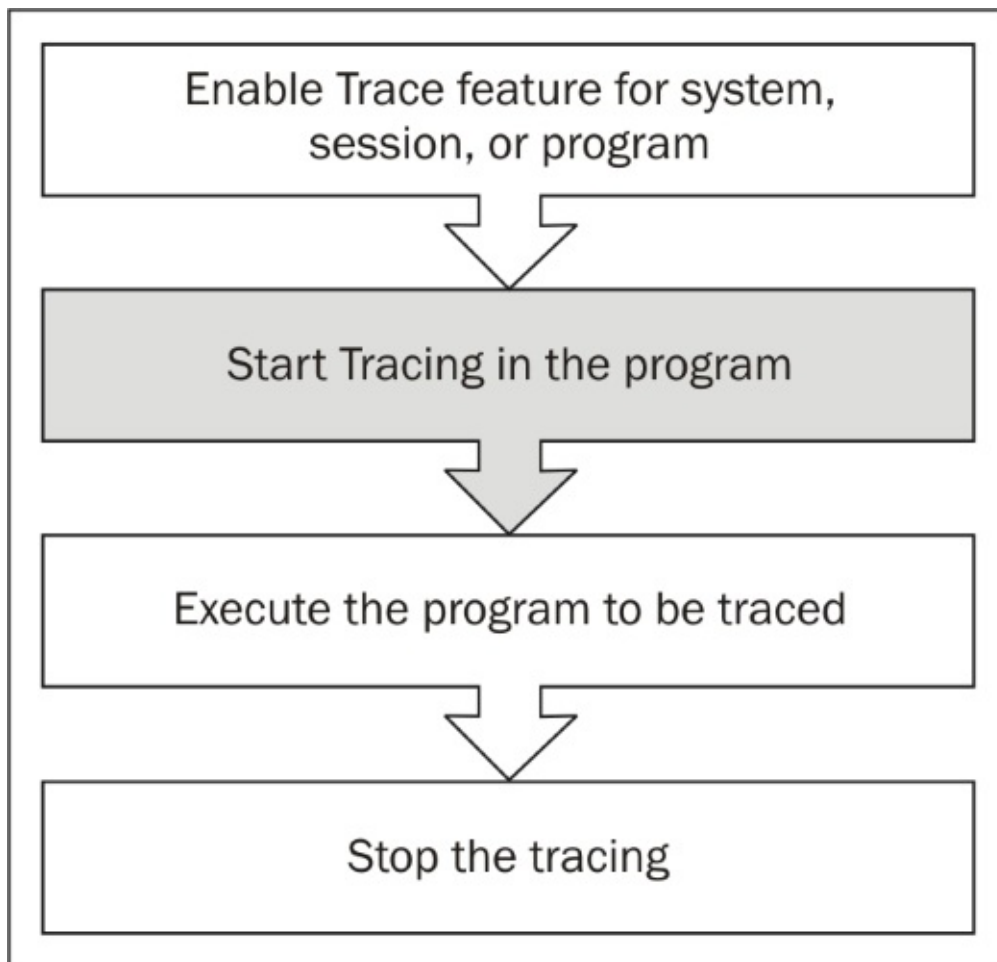 Enable Trace feature for system,
session, or program
Start Tracing in the program
Execute the program to be traced
Stop the tracing